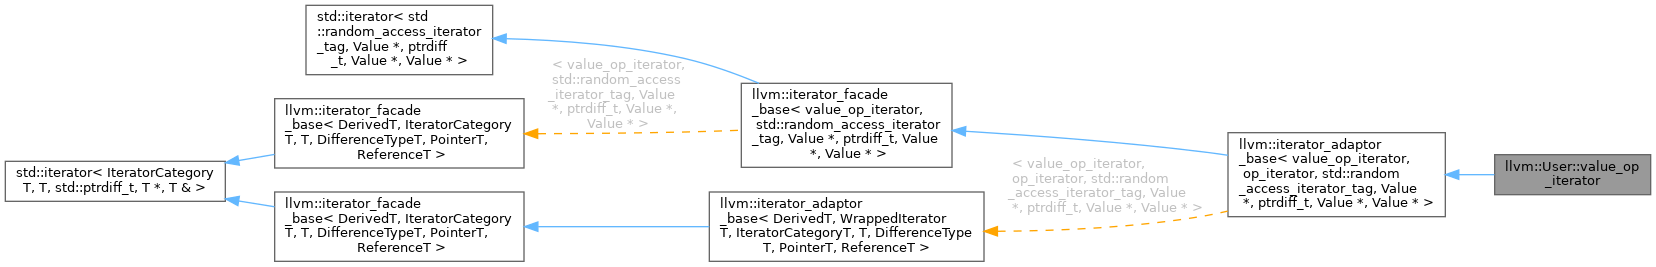 std::iterator< std
::random_access_iterator
_tag, Value *, ptrdiff
_t, Value *, Value * >
< value_op_iterator,
std::random_access
_iterator_tag, Value
*, ptrdiff_t, Value *,
Value * >
llvm::iterator_facade
_base< DerivedT, IteratorCategory
T, T, DifferenceTypeT, PointerT,
ReferenceT >
llvm::iterator_facade
_base< value_op_iterator,
std::random_access_iterator
_tag, Value *, ptrdiff_t, Value
*, Value * >
std::iterator< IteratorCategory
T, T, std::ptrdiff_t, T *, T & >
llvm::iterator_facade
_base< DerivedT, IteratorCategory
T, T, DifferenceTypeT, PointerT,
ReferenceT >
llvm::iterator_adaptor
_base< DerivedT, WrappedIterator
T, IteratorCategoryT, T, DifferenceType
T, PointerT, ReferenceT >
< value_op_iterator,
op_iterator, std::random
_access_iterator_tag, Value
*, ptrdiff_t, Value *, Value * >
llvm::iterator_adaptor
_base< value_op_iterator,
op_iterator, std::random
_access_iterator_tag, Value
*, ptrdiff_t, Value *, Value * >
llvm::User::value_op
_iterator